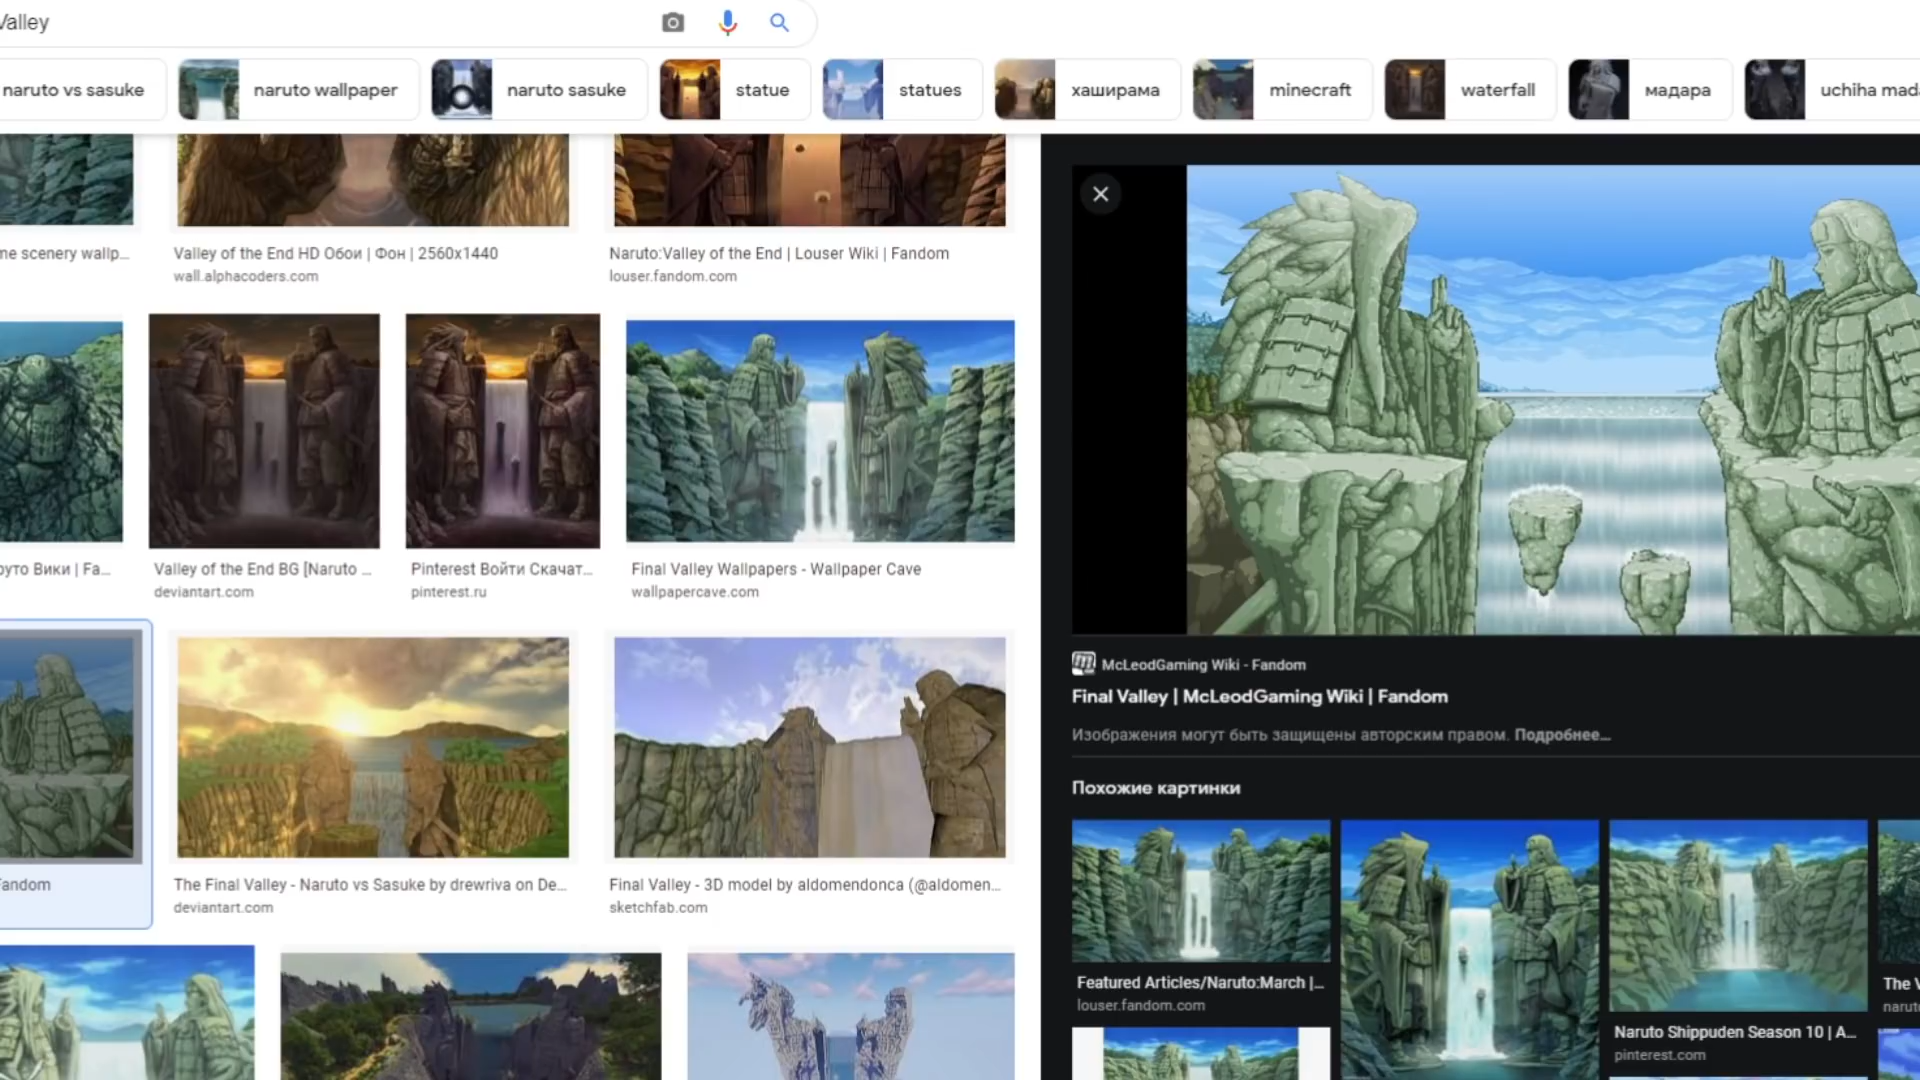 Valley
naruto vs sasuke
naruto wallpaper
naruto sasuke
statue
statues
хаширама
minecraft
waterfall
мадара
uchiha mad
me scenery wallp...
Valley of the End HD Обои | Фон | 2560x1440
wall.alphacoders.com
Naruto:Valley of the End | Louser Wiki | Fandom
louser.fandom.com
руто Вики | Fa...
Valley of the End BG [Naruto ...
deviantart.com
Pinterest Войти Скачат...
pinterest.ru
Final Valley Wallpapers - Wallpaper Cave
wallpapercave.com
Fandom
The Final Valley - Naruto vs Sasuke by drewriva on De...
deviantart.com
Final Valley - 3D model by aldomendonca (@aldomen...
sketchfab.com
McLeodGaming Wiki - Fandom
Final Valley | McLeodGaming Wiki | Fandom
Изображения могут быть защищены авторским правом. Подробнее...
Похожие картинки
Featured Articles/Naruto:March |...
louser.fandom.com
Naruto Shippuden Season 10 | A...
pinterest.com
The V
narut